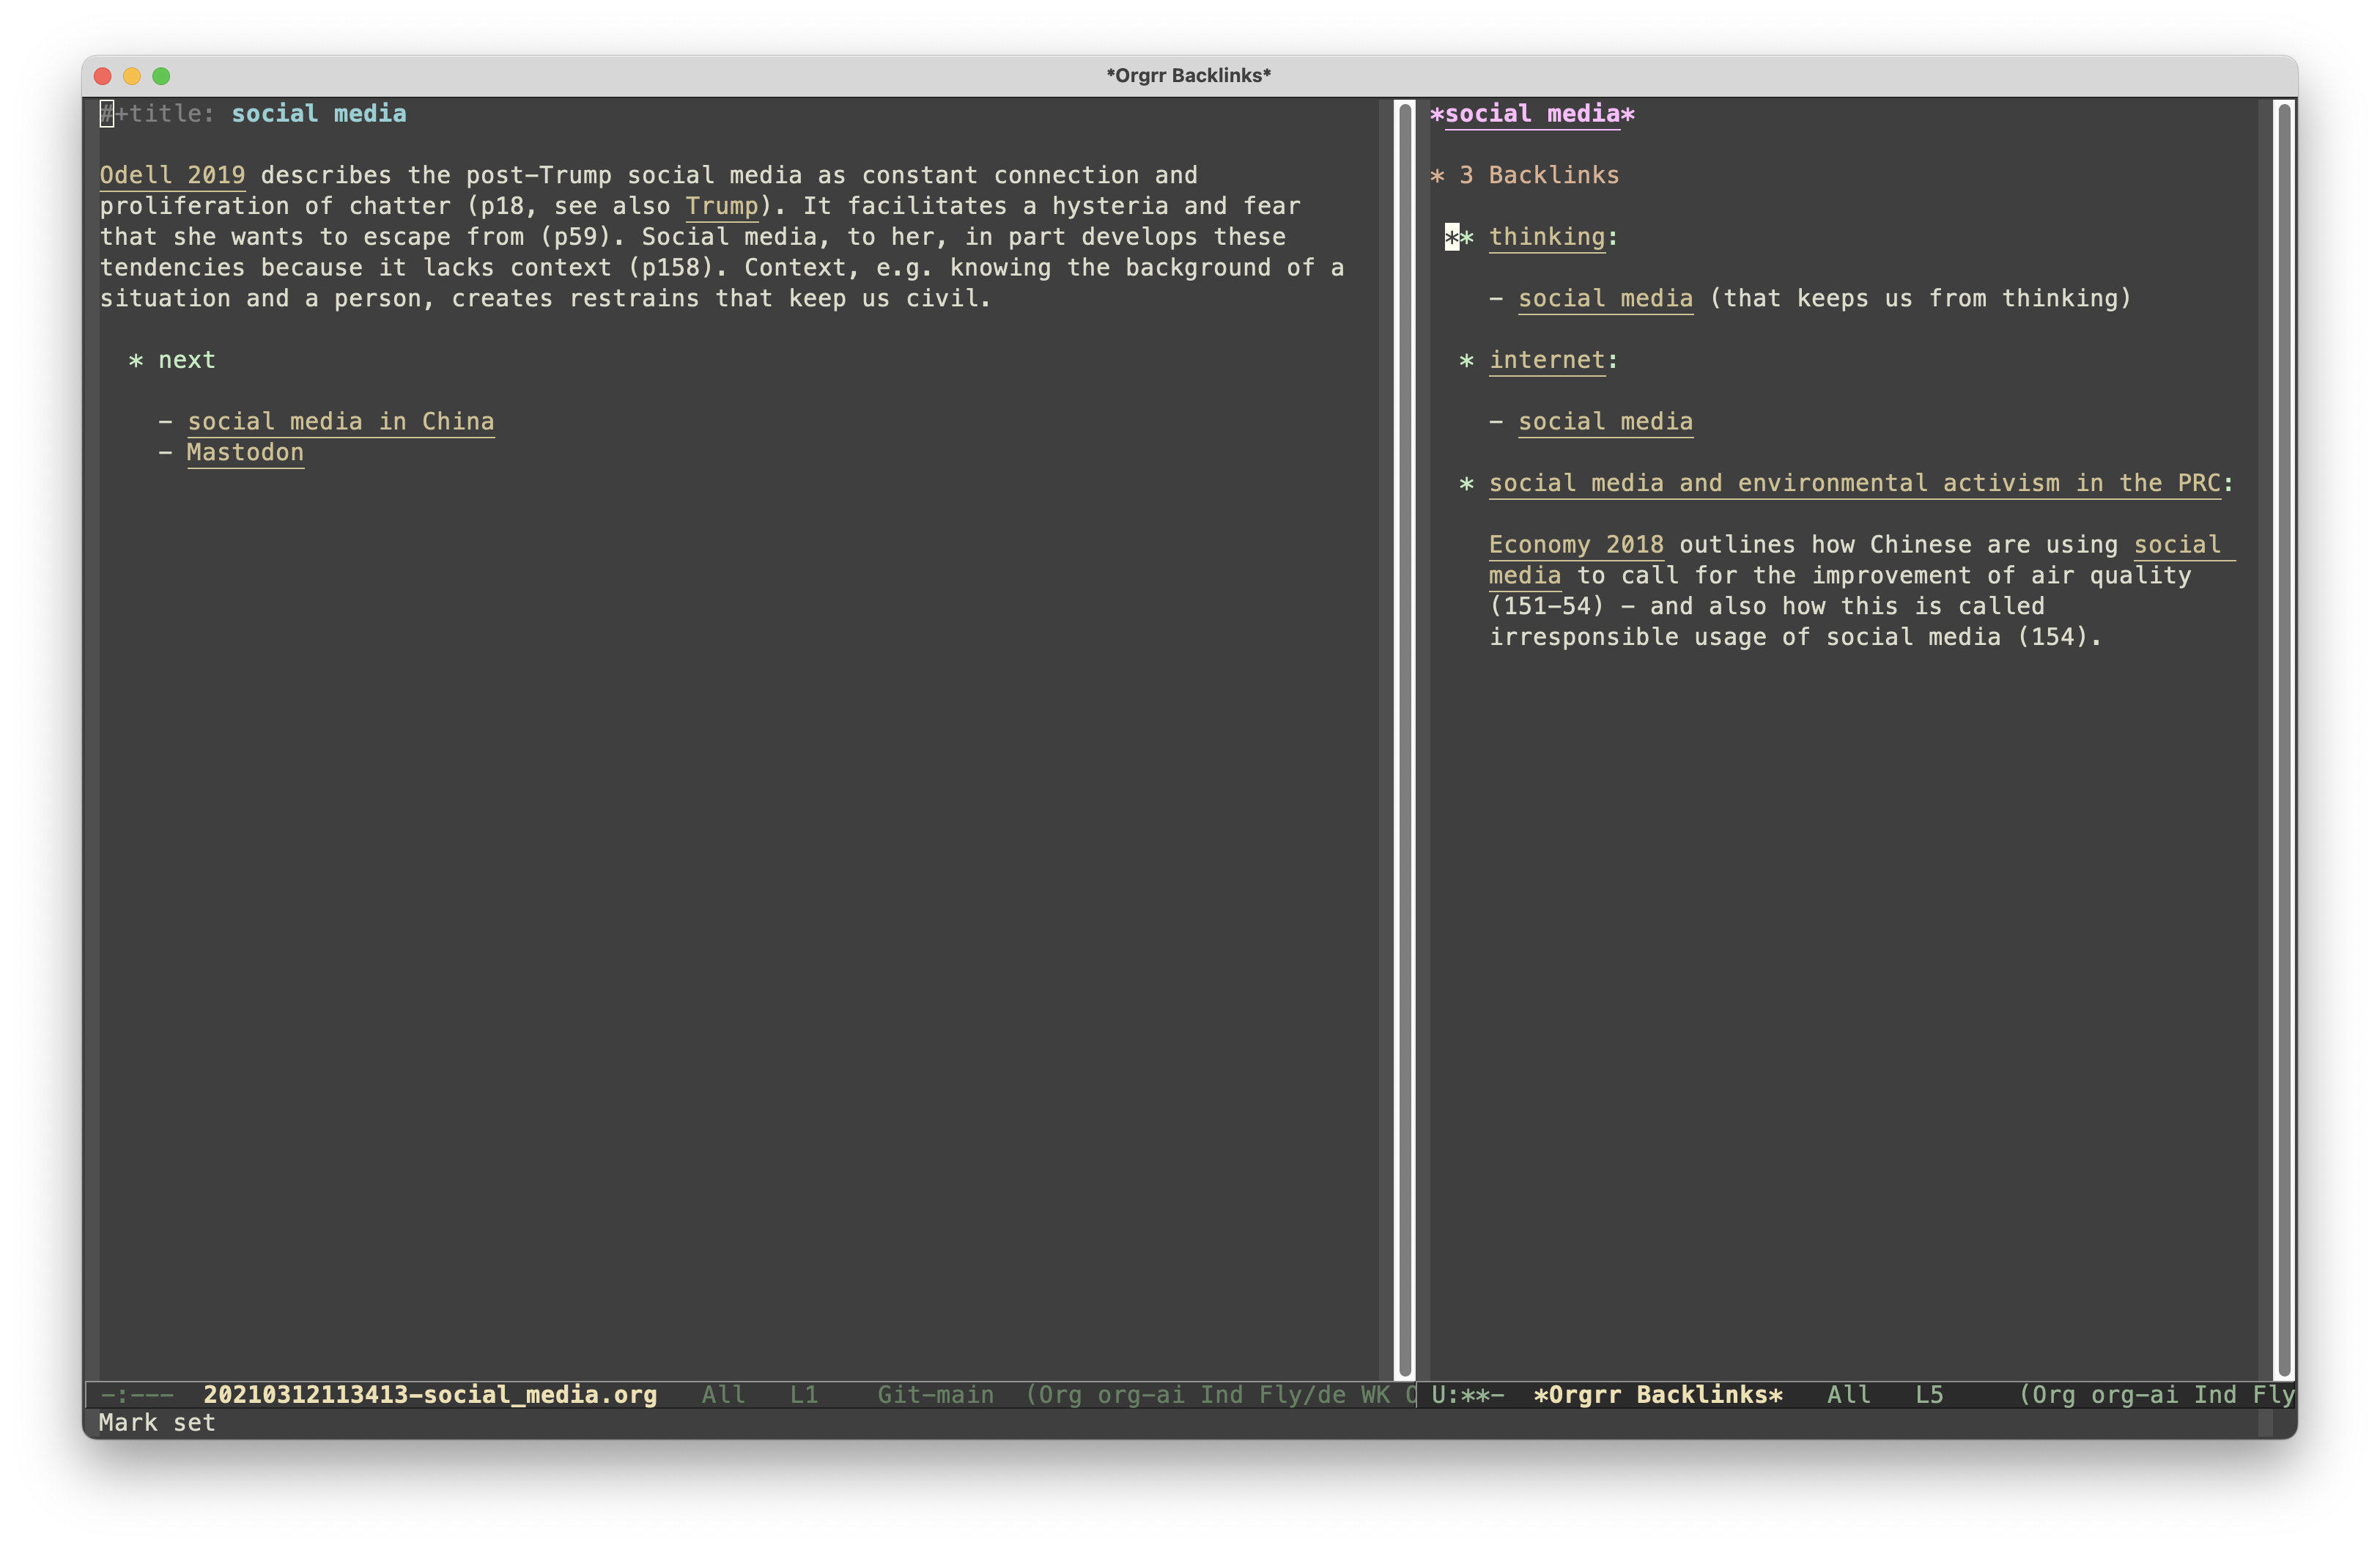 *Orgrr Backlinks*
#+title: social media
Odell 2019 describes the post-Trump social media as constant connection and
proliferation of chatter (p18, see also Trump). It facilitates a hysteria and fear
that she wants to escape from (p59). Social media, to her, in part develops these
tendencies because it lacks context (p158). Context, e.g. knowing the background of a
situation and a person, creates restrains that keep us civil.
* next
- social media in China
- Mastodon
-:--- 20210312113413-social_media.org All L1 Git-main (Org org-ai Ind Fly/de WK O
*social media*
* 3 Backlinks
** thinking:
- social media (that keeps us from thinking)
* internet:
- social media
* social media and environmental activism in the PRC:
Economy 2018 outlines how Chinese are using social
media to call for the improvement of air quality
(151-54) - and also how this is called
irresponsible usage of social media (154).
U:**- *Orgrr Backlinks* All L5 (Org org-ai Ind Fly
Mark set